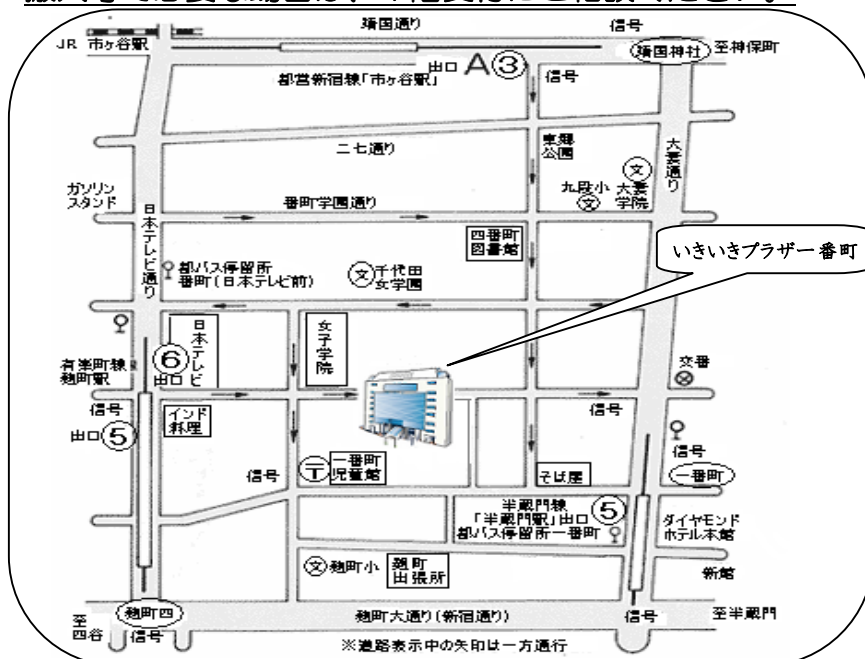 靖国通り
信号
JR 市ヶ谷駅
靖国神社
至神保町
出口 A③
都営新宿線「市ヶ谷駅」
信号
二七通り
東郷
公園
大妻通り
ガソリン
スタンド
日本テレビ通り
番町学園通り
九段小
文
文
大妻
学院
四番町
図書館
いきいきプラザ一番町
都バス停留所
番町(日本テレビ前)
文
千代田
女学園
日本テレビ
女子学院
有楽町線
麹町駅
⑥
出口
交番
信号
出口⑤
インド
料理
信号
信号
一番町
信号
〒
一番町
児童館
そば屋
半蔵門線
「半蔵門駅」出口⑤
都バス停留所一番町
ダイヤモンド
ホテル本館
新館
文
麹町小
麹町
出張所
至
四谷
麹町四
信号
麹町大通り(新宿通り)
信号
至半蔵門
※道路表示中の矢印は一方通行